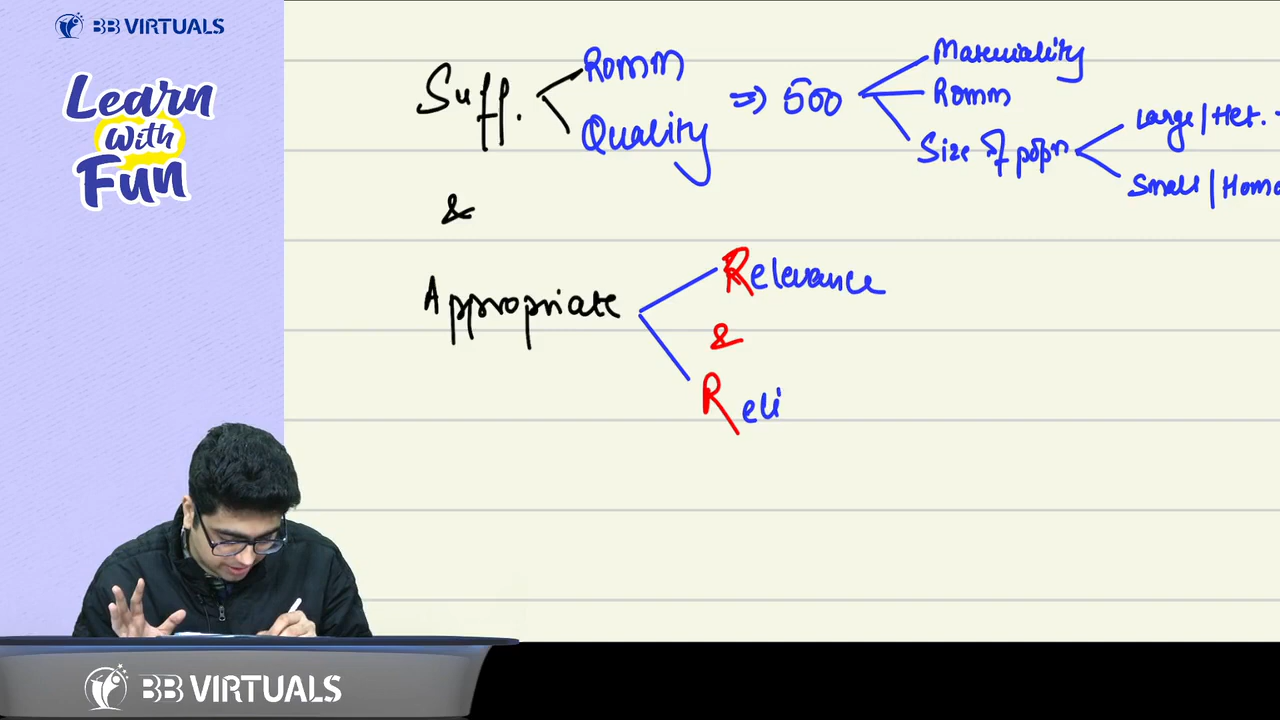 BB VIRTUALS
Learn
With
Fun
Suff.
Romm
Quality
=> 500
Materiality
Romm
Size of popn
Large/Het.
Small/Homo
&
Appropriate
Relevance
&
Reli
BB VIRTUALS